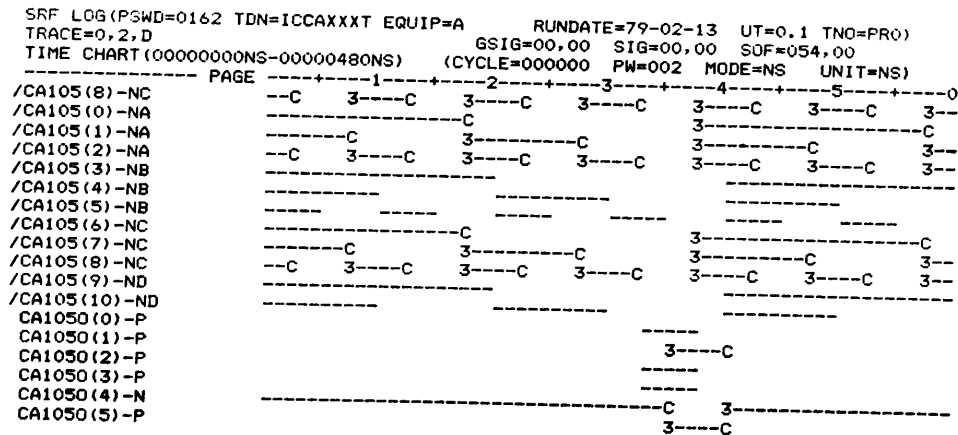 SRF LOG(PSWD=0162 TDN=ICCAXXXT EQUIP=A RUNDATE=79-02-13 UT=0.1 TNO=PRO)
TRACE=0,2,D GSIG=00,00 SIG=00,00 SOF=054,00
TIME CHART(00000000NS-00000480NS) (CYCLE=000000 PW=002 MODE=NS UNIT=NS)
---------------- PAGE ----+----1----+----2----+----3----+----4----+----5----+----0
/CA105(8)-NC --C 3----C 3----C 3----C 3----C 3----C 3--
/CA105(0)-NA ------------------C 3-------------------C
/CA105(1)-NA -------C 3---------C 3---------C 3--
/CA105(2)-NA --C 3----C 3----C 3----C 3----C 3----C 3--
/CA105(3)-NB -------------------- --------------------
/CA105(4)-NB ---------- ---------- ----------
/CA105(5)-NB ----- ----- ----- ----- ----- -----
/CA105(6)-NC ------------------C 3-------------------C
/CA105(7)-NC -------C 3---------C 3---------C 3--
/CA105(8)-NC --C 3----C 3----C 3----C 3----C 3----C 3--
/CA105(9)-ND -------------------- --------------------
/CA105(10)-ND ---------- ---------- ----------
CA1050(0)-P -----
CA1050(1)-P 3----C
CA1050(2)-P -----
CA1050(3)-P -----
CA1050(4)-N -----------------------------------C 3-------------------
CA1050(5)-P 3----C